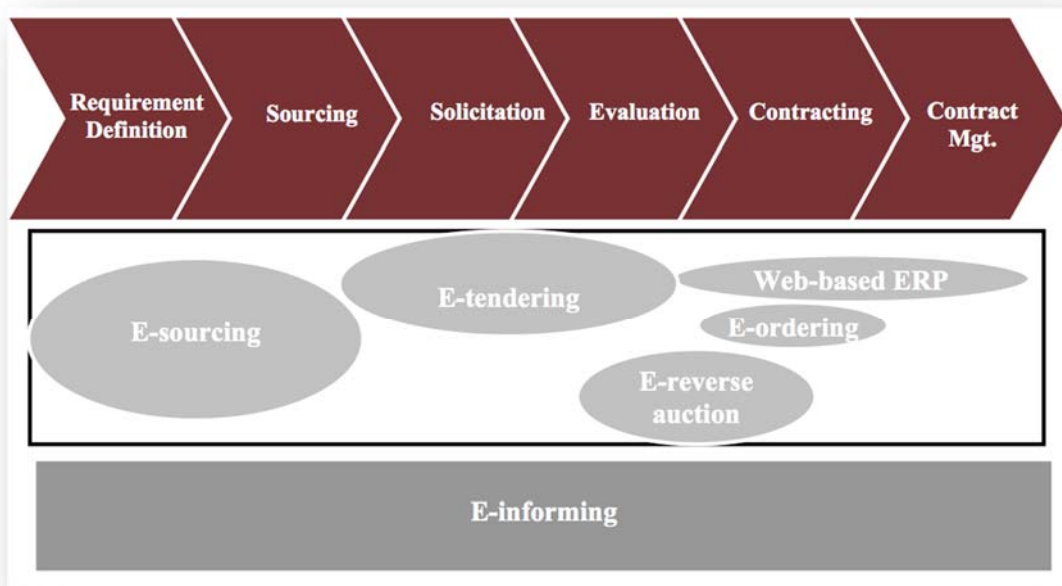 Requirement
Definition
Sourcing
Solicitation
Evaluation
Contracting
Contract
Mgt.
E-sourcing
E-tendering
Web-based ERP
E-ordering
E-reverse
auction
E-informing